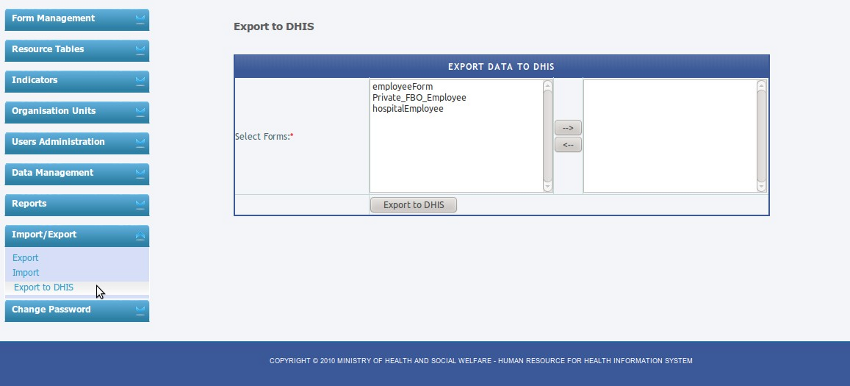 Form Management
Resource Tables
Indicators
Organisation Units
Users Administration
Data Management
Reports
Import/Export
Export
Import
Export to DHIS
Change Password
Export to DHIS
EXPORT DATA TO DHIS
Select Forms:*
employeeForm
Private_FBO_Employee
hospitalEmployee
-->
<--
Export to DHIS
COPYRIGHT © 2010 MINISTRY OF HEALTH AND SOCIAL WELFARE - HUMAN RESOURCE FOR HEALTH INFORMATION SYSTEM